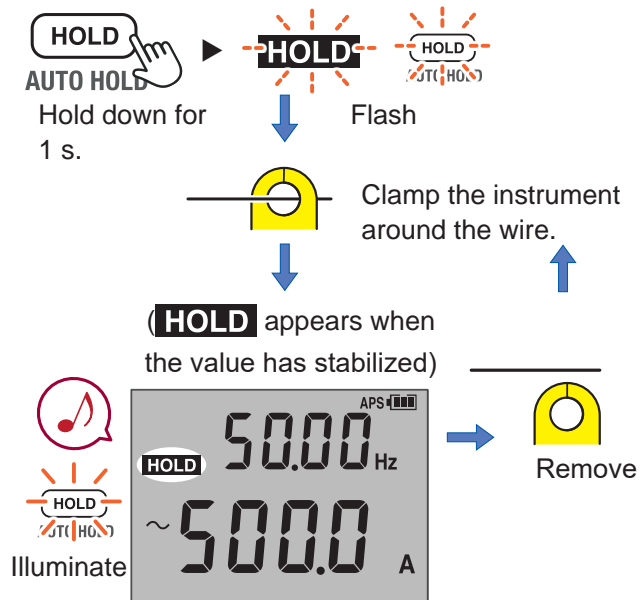 HOLD
AUTO HOLD
Hold down for
1 s.
HOLD
HOLD
AUTO HOLD
Flash
Clamp the instrument
around the wire.
(HOLD appears when
the value has stabilized)
APS
HOLD
50.00 Hz
~ 500.0 A
HOLD
AUTO HOLD
Illuminate
Remove